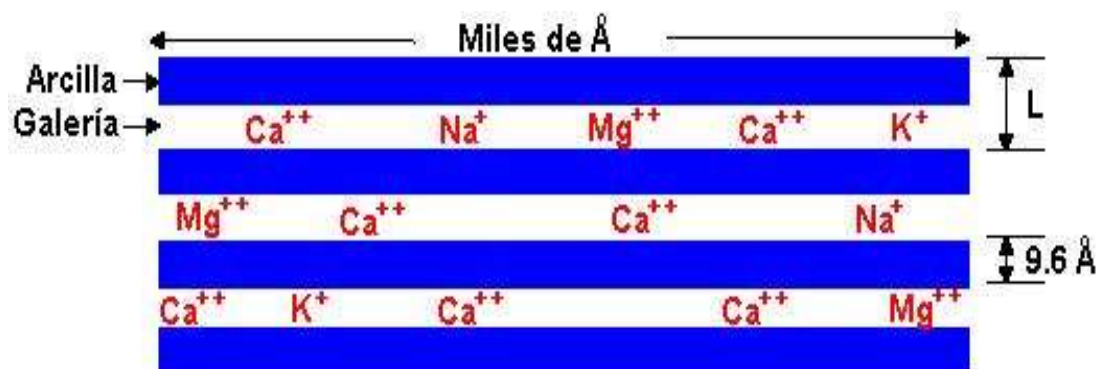 Miles de Å
Arcilla
Galería
Ca++ Na+ Mg++ Ca++ K+
L
Mg++ Ca++ Ca++ Na+
9.6 Å
Ca++ K+ Ca++ Ca++ Mg++